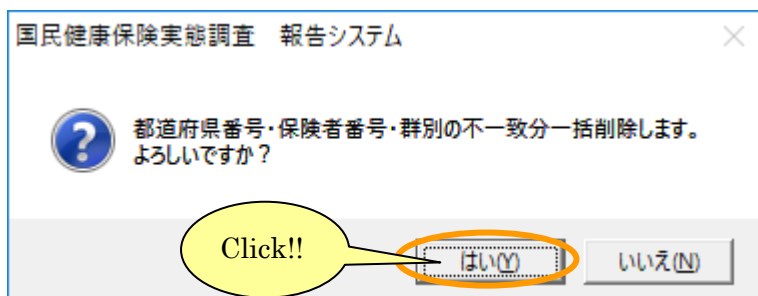 国民健康保険実態調査　報告システム
都道府県番号・保険者番号・群別の不一致分一括削除します。
よろしいですか？
Click!!
はい(Y)
いいえ(N)